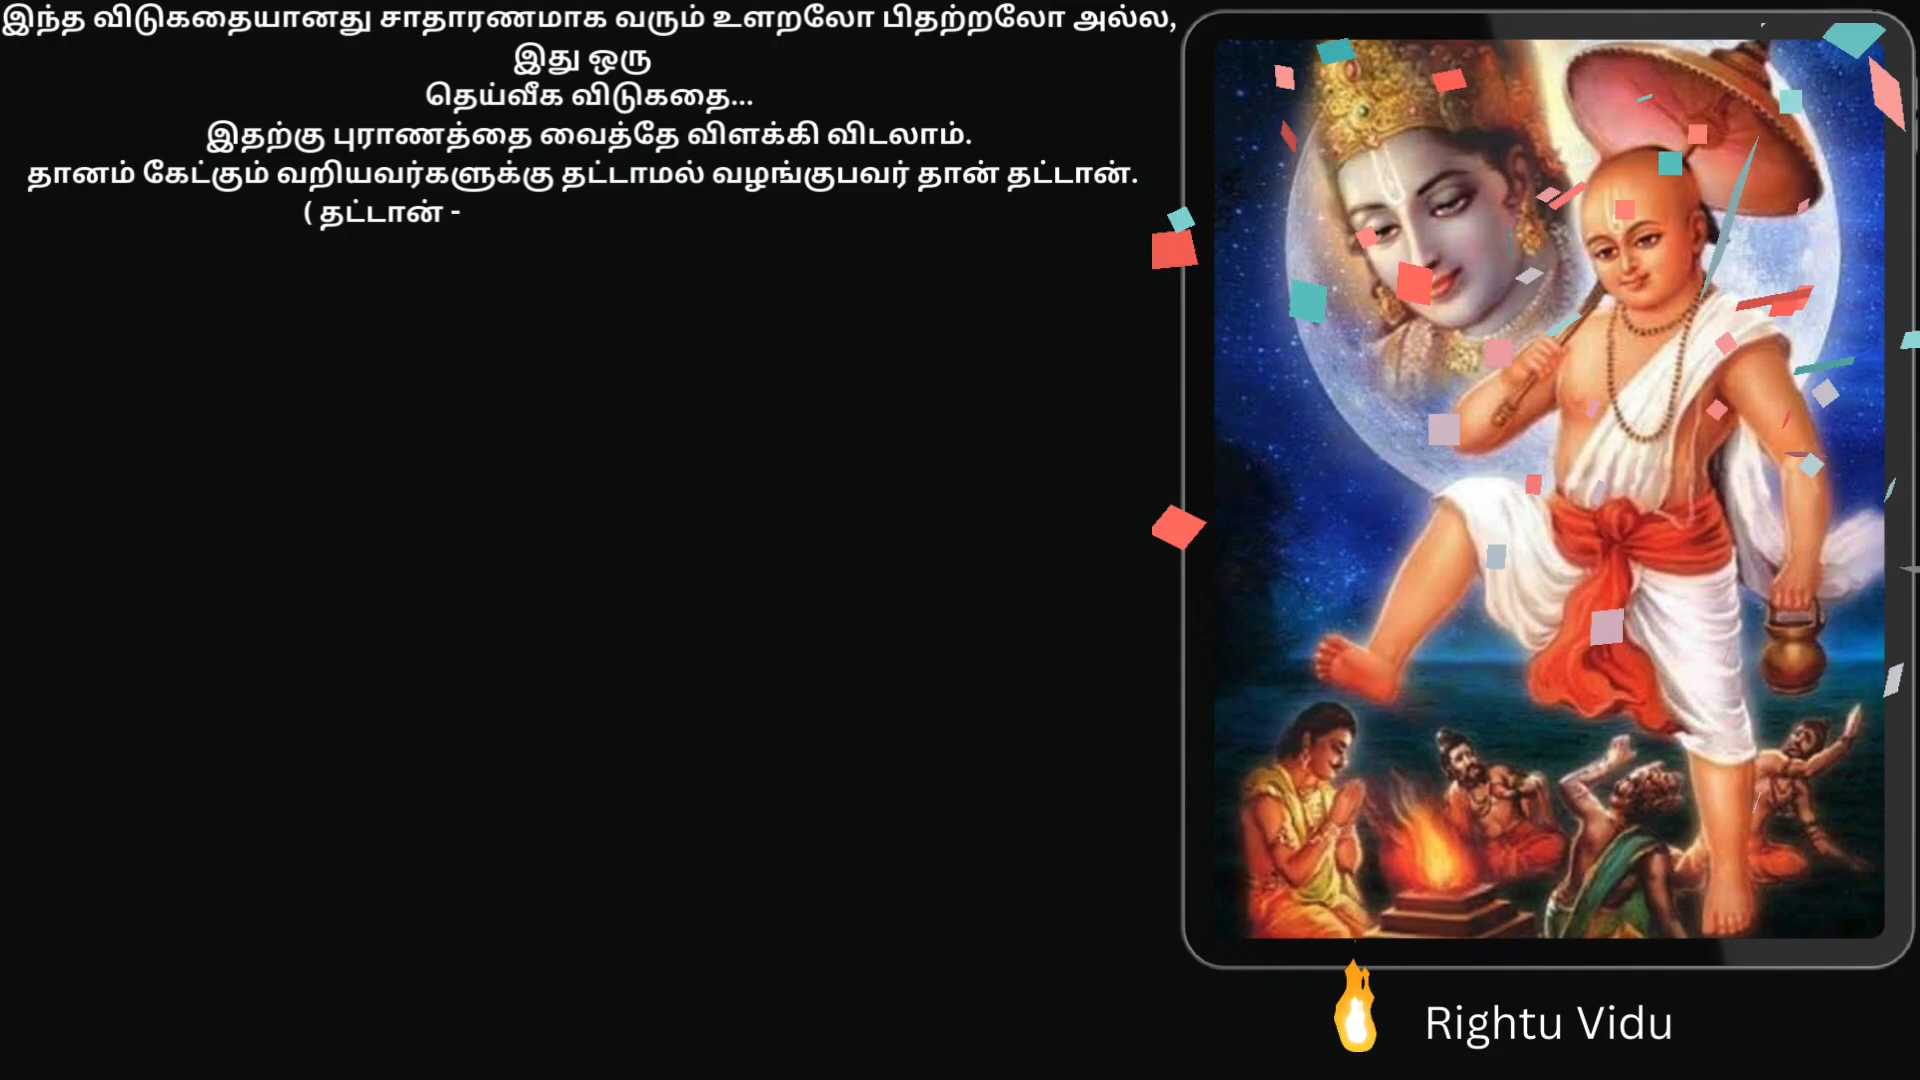 இந்த விடுகதையானது சாதாரணமாக வரும் உளறலோ பிதற்றலோ அல்ல,
இது ஒரு
தெய்வீக விடுகதை...
இதற்கு புராணத்தை வைத்தே விளக்கி விடலாம்.
தானம் கேட்கும் வறியவர்களுக்கு தட்டாமல் வழங்குபவர் தான் தட்டான்.
( தட்டான் -
Rightu Vidu